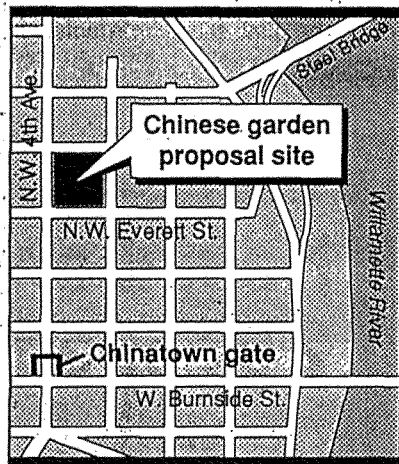 Steel Bridge
N.W. 4th Ave.
Chinese garden
proposal site
Willamette River
N.W. Everett St.
Chinatown gate
W. Burnside St.